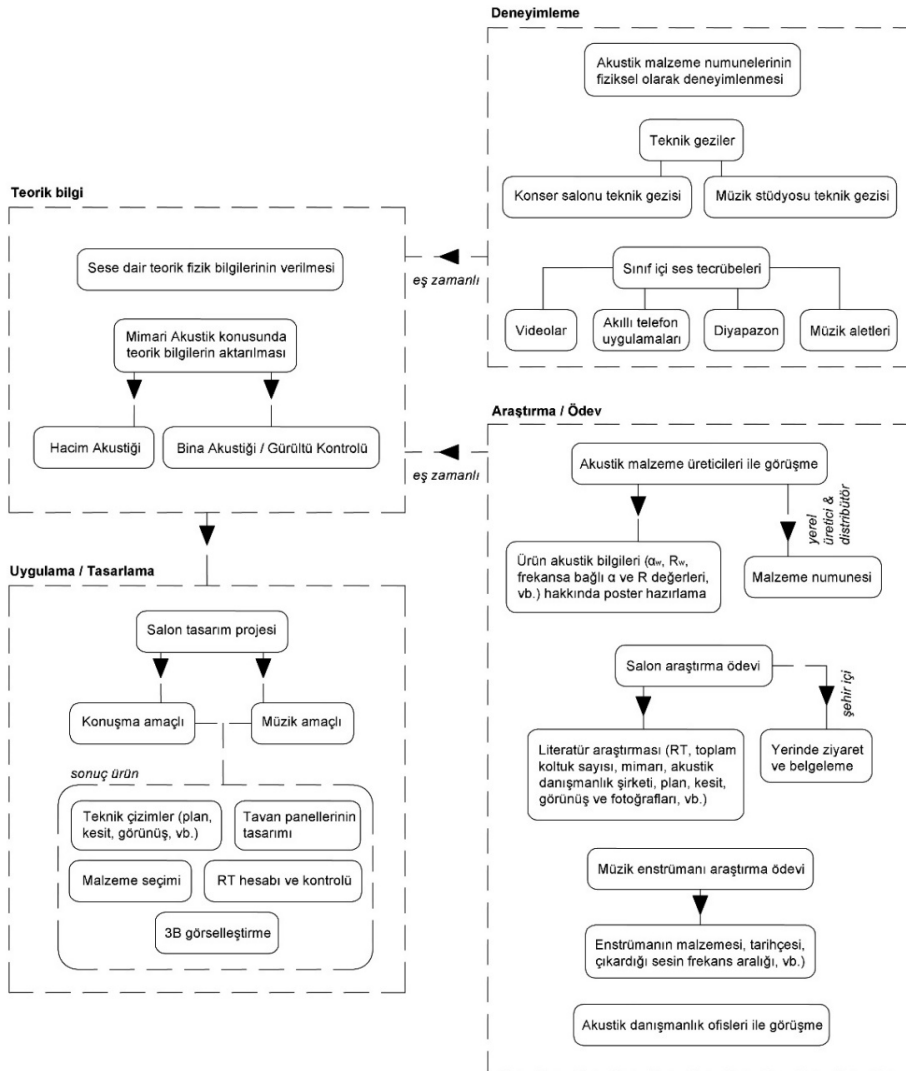 Deneyimleme
Akustik malzeme numunelerinin
fiziksel olarak deneyimlenmesi
Teknik geziler
Konser salonu teknik gezisi
Müzik stüdyosu teknik gezisi
Sınıf içi ses tecrübeleri
Videolar
Akıllı telefon
uygulamaları
Diyapazon
Müzik aletleri
Teorik bilgi
Sese dair teorik fizik bilgilerinin verilmesi
Mimari Akustik konusunda
teorik bilgilerin aktarılması
Hacim Akustiği
Bina Akustiği / Gürültü Kontrolü
eş zamanlı
eş zamanlı
Araştırma / Ödev
Akustik malzeme üreticileri ile görüşme
yerel
üretici &
distribütör
Ürün akustik bilgileri (αw, Rw,
frekansa bağlı α ve R değerleri,
vb.) hakkında poster hazırlama
Malzeme numunesi
Salon araştırma ödevi
şehir içi
Literatür araştırması (RT, toplam
koltuk sayısı, mimarı, akustik
danışmanlık şirketi, plan, kesit,
görünüş ve fotoğrafları, vb.)
Yerinde ziyaret
ve belgeleme
Müzik enstrümanı araştırma ödevi
Enstrümanın malzemesi, tarihçesi,
çıkardığı sesin frekans aralığı, vb.)
Akustik danışmanlık ofisleri ile görüşme
Uygulama / Tasarlama
Salon tasarım projesi
Konuşma amaçlı
Müzik amaçlı
sonuç ürün
Teknik çizimler (plan,
kesit, görünüş, vb.)
Tavan panellerinin
tasarımı
Malzeme seçimi
RT hesabı ve kontrolü
3B görselleştirme